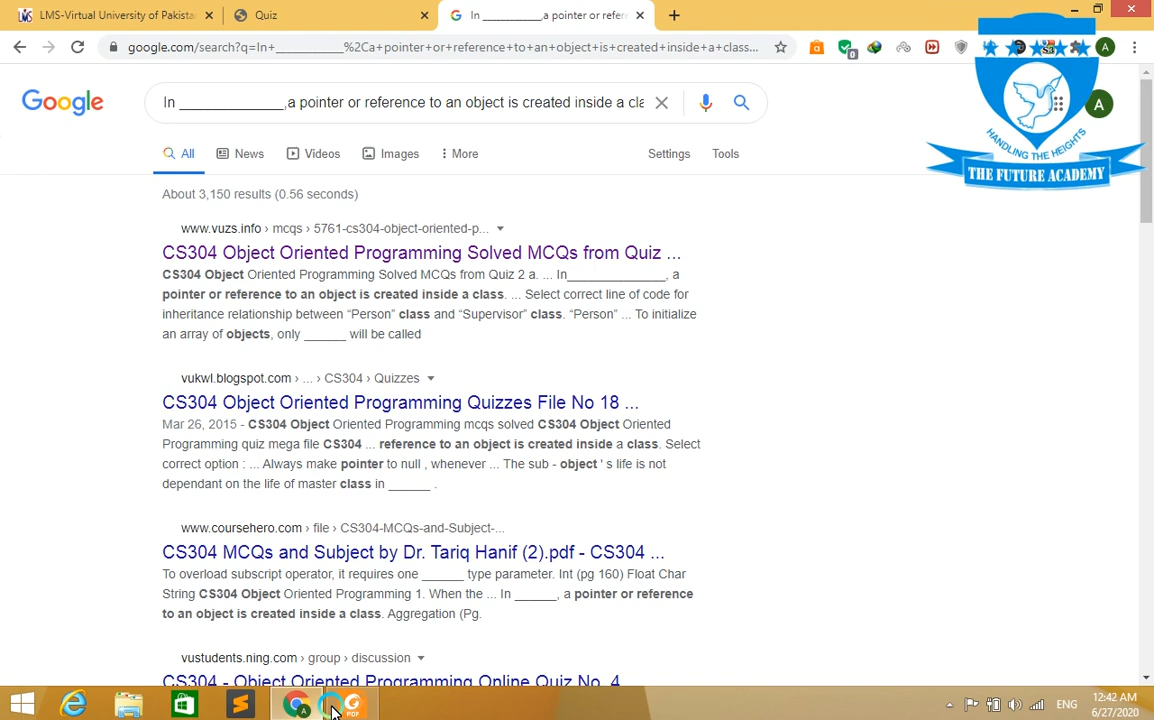 LMS-Virtual University of Pakista
Quiz
In ____________,a pointer or refer
google.com/search?q=In+____________%2Ca+pointer+or+reference+to+an+object+is+created+inside+a+class...
A
In ______________,a pointer or reference to an object is created inside a cla
A
HANDLING THE HEIGHTS
THE FUTURE ACADEMY
All
News
Videos
Images
More
Settings
Tools
About 3,150 results (0.56 seconds)
www.vuzs.info › mcqs › 5761-cs304-object-oriented-p...
CS304 Object Oriented Programming Solved MCQs from Quiz ...
CS304 Object Oriented Programming Solved MCQs from Quiz 2 a. ... In______________, a
pointer or reference to an object is created inside a class. ... Select correct line of code for
inheritance relationship between “Person” class and “Supervisor” class. “Person” ... To initialize
an array of objects, only ______ will be called
vukwl.blogspot.com › ... › CS304 › Quizzes
CS304 Object Oriented Programming Quizzes File No 18 ...
Mar 26, 2015 - CS304 Object Oriented Programming mcqs solved CS304 Object Oriented
Programming quiz mega file CS304 ... reference to an object is created inside a class. Select
correct option : ... Always make pointer to null , whenever ... The sub - object ' s life is not
dependant on the life of master class in ______ .
www.coursehero.com › file › CS304-MCQs-and-Subject-...
CS304 MCQs and Subject by Dr. Tariq Hanif (2).pdf - CS304 ...
To overload subscript operator, it requires one ______ type parameter. Int (pg 160) Float Char
String CS304 Object Oriented Programming 1. When the ... In ______, a pointer or reference
to an object is created inside a class. Aggregation (Pg.
vustudents.ning.com › group › discussion
CS304 - Object Oriented Programming Online Quiz No. 4
PDF
ENG
12:42 AM
6/27/2020